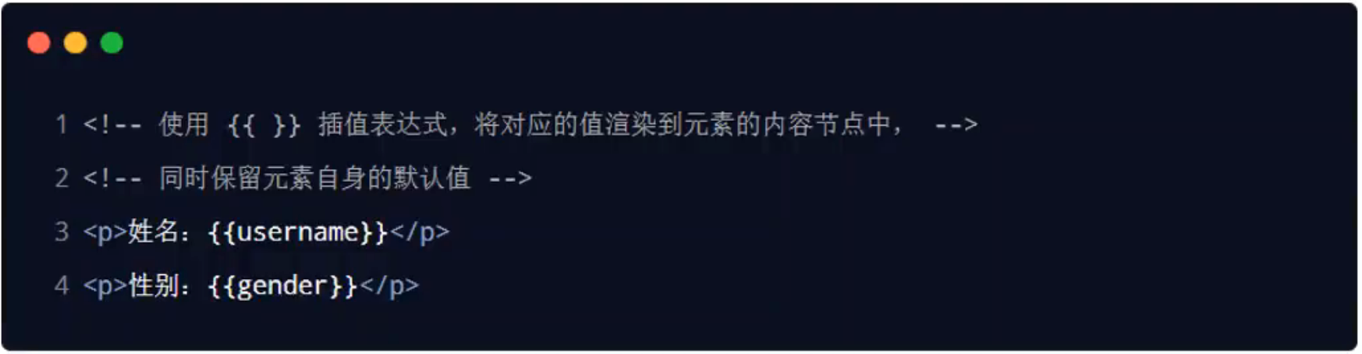 1 <!-- 使用 {{ }} 插值表达式，将对应的值渲染到元素的内容节点中， -->
2 <!-- 同时保留元素自身的默认值 -->
3 <p>姓名：{{username}}</p>
4 <p>性别：{{gender}}</p>